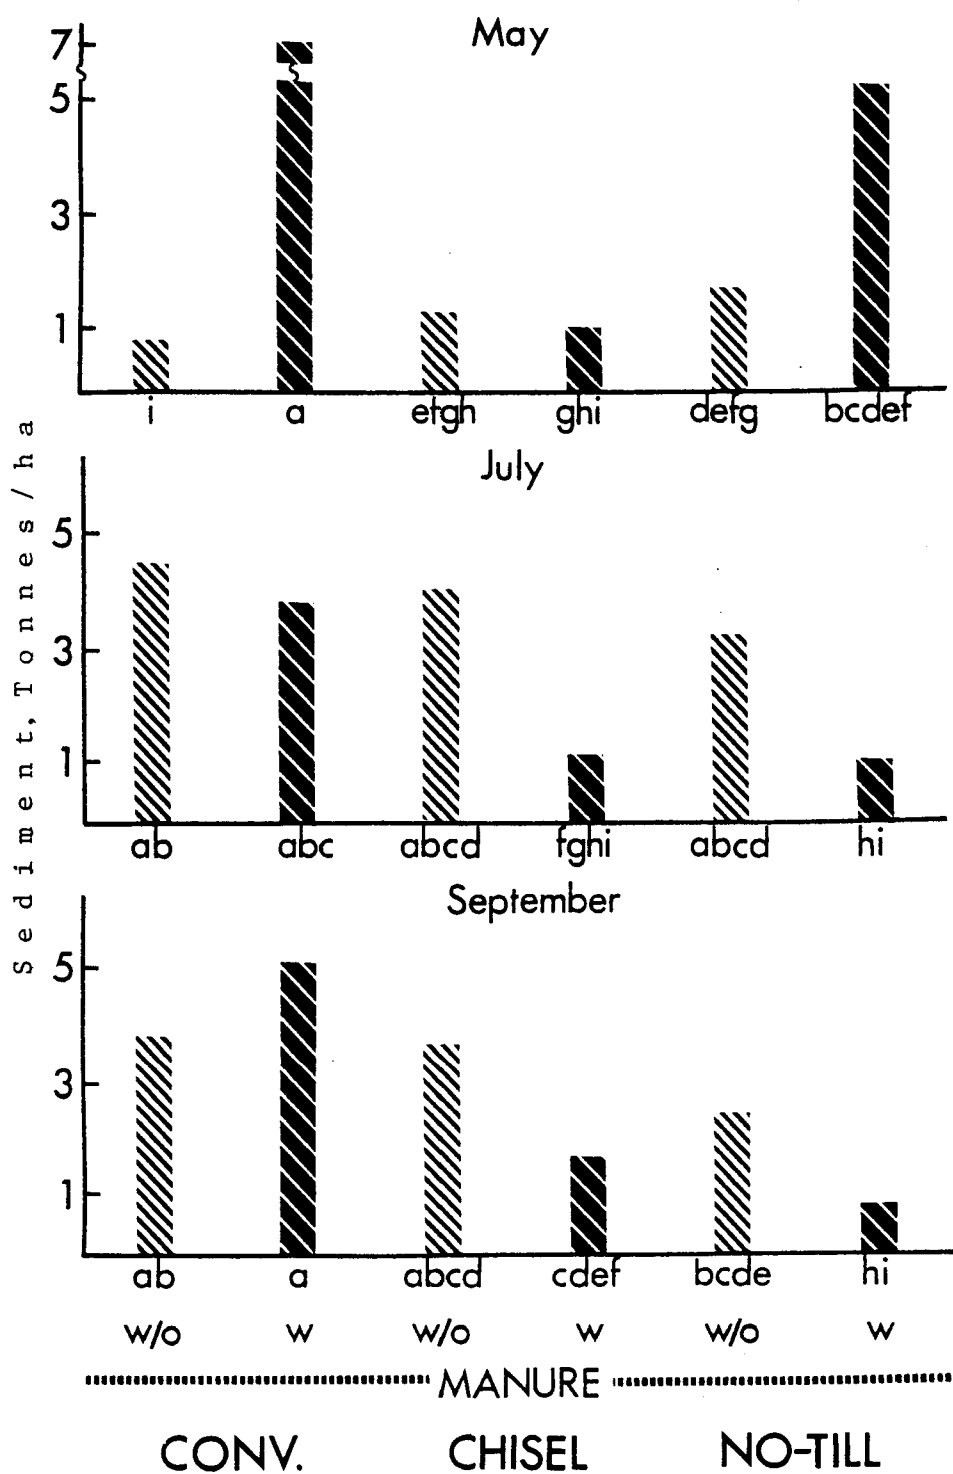 May
7
5
3
1
i a efgh ghi defg bcdef
Sediment, Tonnes/ha
July
5
3
1
ab abc abcd fghi abcd hi
September
5
3
1
ab a abcd cdef bcde hi
w/o w w/o w w/o w
MANURE
CONV. CHISEL NO-TILL